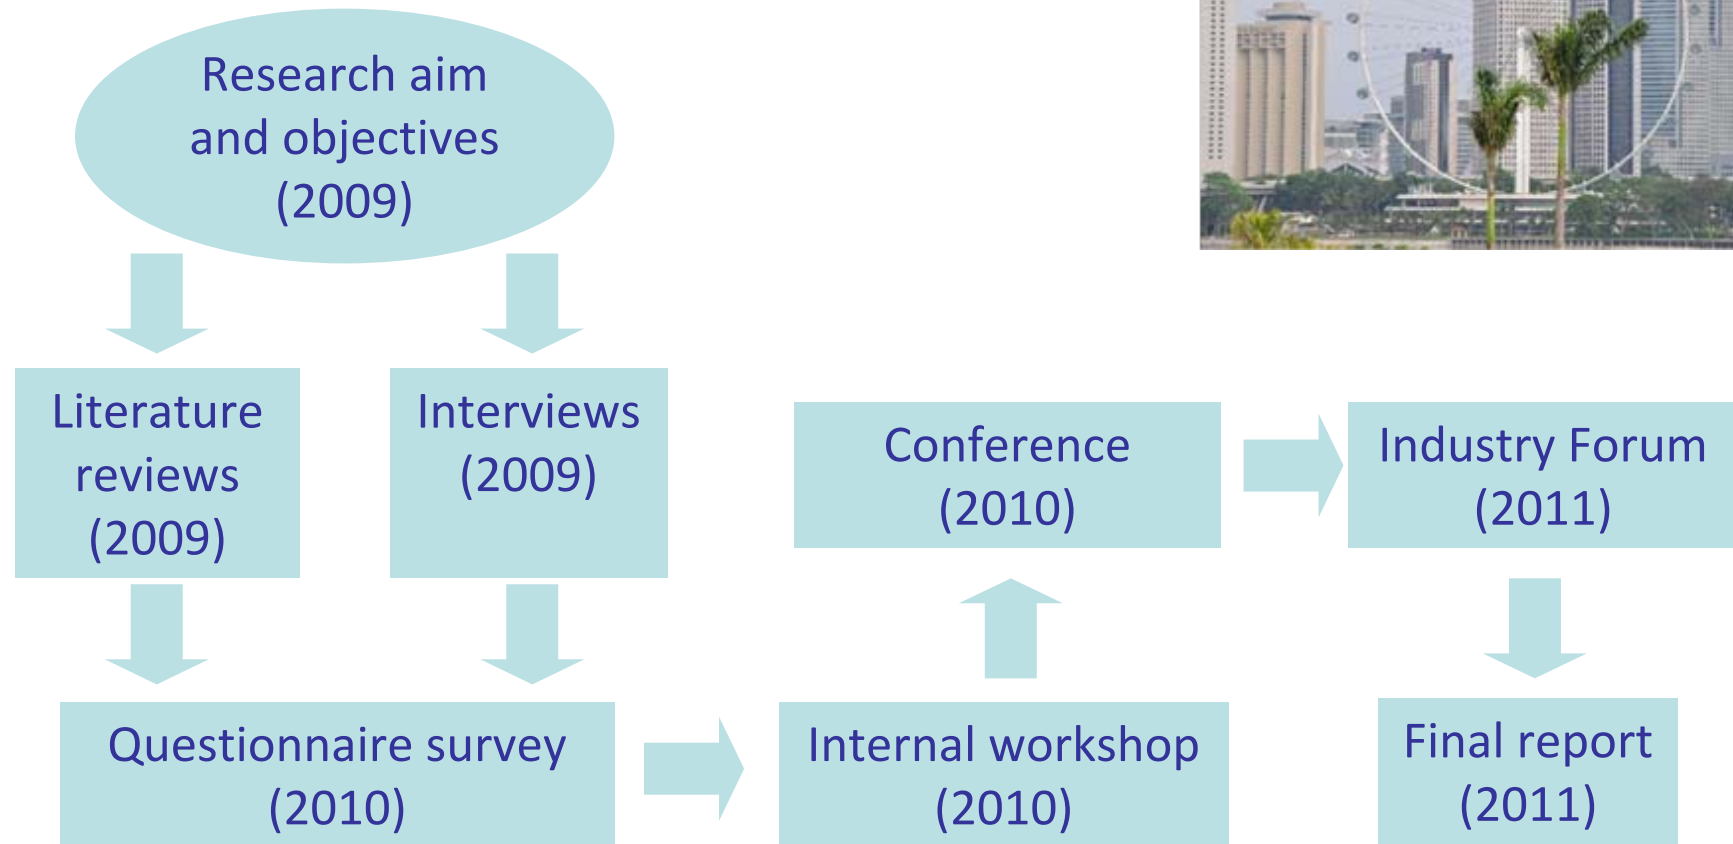 Research aim
and objectives
(2009)
Literature
reviews
(2009)
Interviews
(2009)
Questionnaire survey
(2010)
Internal workshop
(2010)
Conference
(2010)
Industry Forum
(2011)
Final report
(2011)